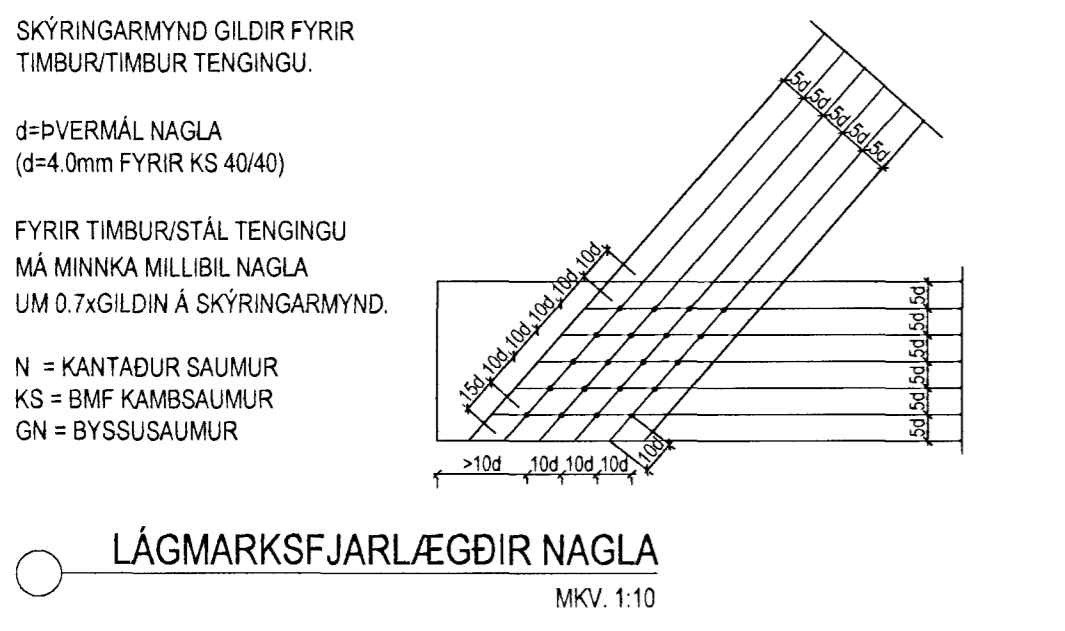 SKÝRINGARMYND GILDIR FYRIR
TIMBUR/TIMBUR TENGINGU.
d=ÞVERMÁL NAGLA
(d=4.0mm FYRIR KS 40/40)
FYRIR TIMBUR/STÁL TENGINGU
MÁ MINNKA MILLIBIL NAGLA
UM 0.7xGILDIN Á SKÝRINGARMYND.
N = KANTAÐUR SAUMUR
KS = BMF KAMBSAUMUR
GN = BYSSUSAUMUR
5d 5d 5d 5d 5d
15d 10d 10d 10d 10d 10d
5d 5d 5d 5d 5d 5d
>10d 10d 10d 10d
10d
LÁGMARKSFJARLÆGÐIR NAGLA
MKV. 1:10